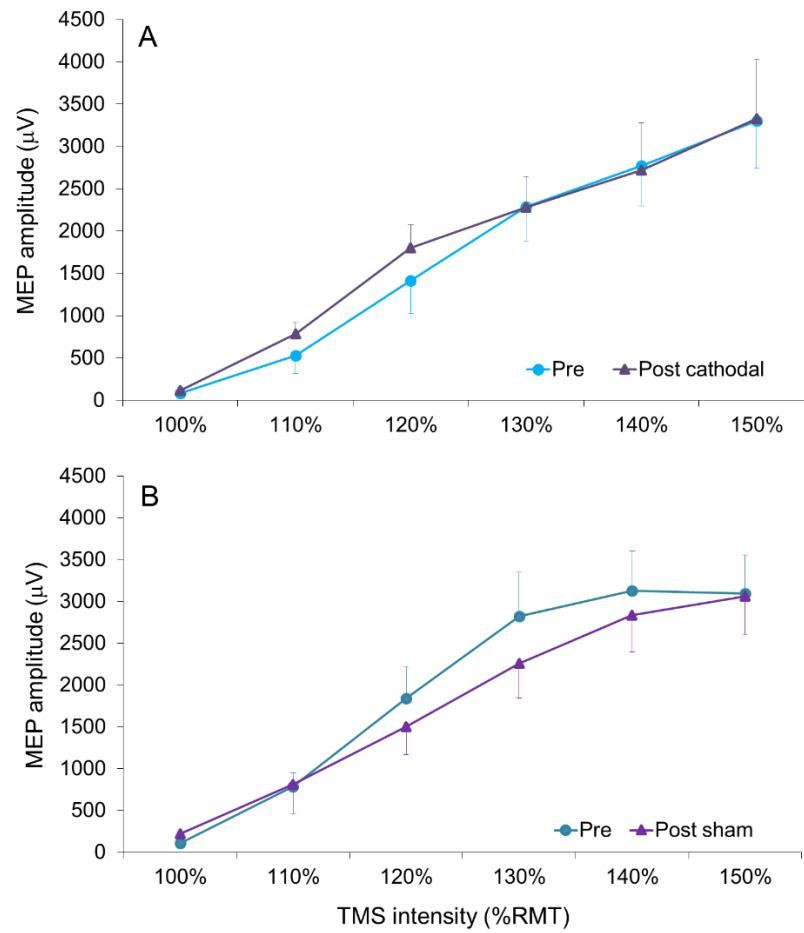 A
MEP amplitude (µV)
4500
4000
3500
3000
2500
2000
1500
1000
500
0
Pre Post cathodal
100% 110% 120% 130% 140% 150%
B
MEP amplitude (µV)
4500
4000
3500
3000
2500
2000
1500
1000
500
0
Pre Post sham
100% 110% 120% 130% 140% 150%
TMS intensity (%RMT)